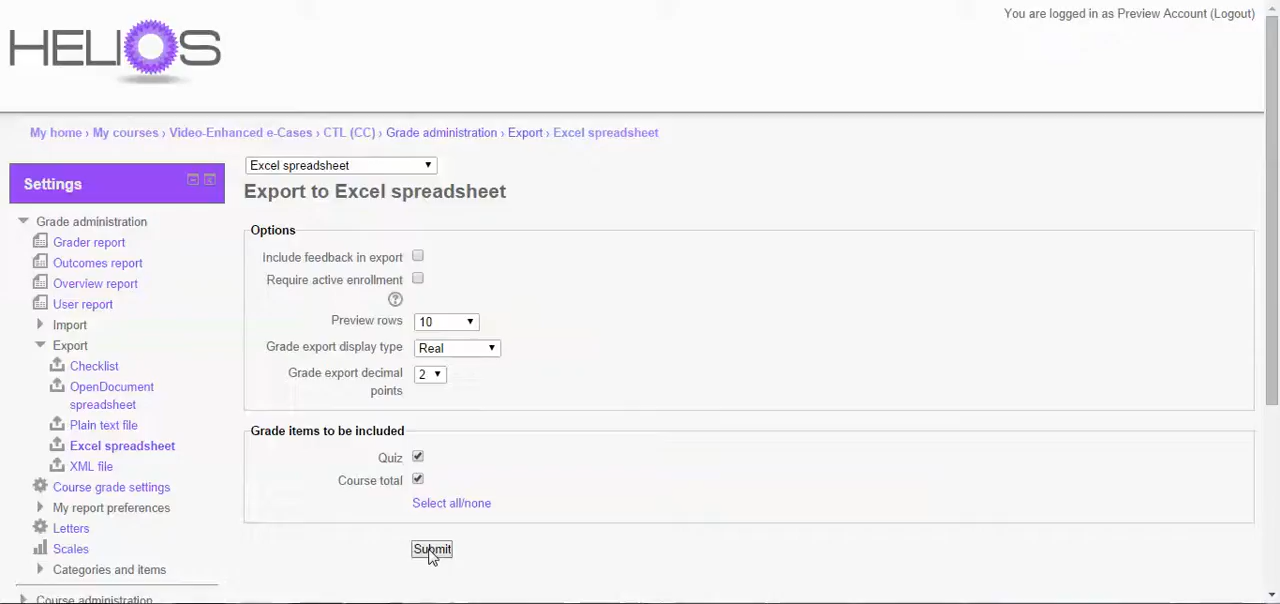 You are logged in as Preview Account (Logout)
HELIOS
My home › My courses › Video-Enhanced e-Cases › CTL (CC) › Grade administration › Export › Excel spreadsheet
Settings
Grade administration
Grader report
Outcomes report
Overview report
User report
Import
Export
Checklist
OpenDocument
spreadsheet
Plain text file
Excel spreadsheet
XML file
Course grade settings
My report preferences
Letters
Scales
Categories and items
Course administration
Excel spreadsheet
Export to Excel spreadsheet
Options
Include feedback in export
Require active enrollment
?
Preview rows 10
Grade export display type Real
Grade export decimal 2
points
Grade items to be included
Quiz
Course total
Select all/none
Submit